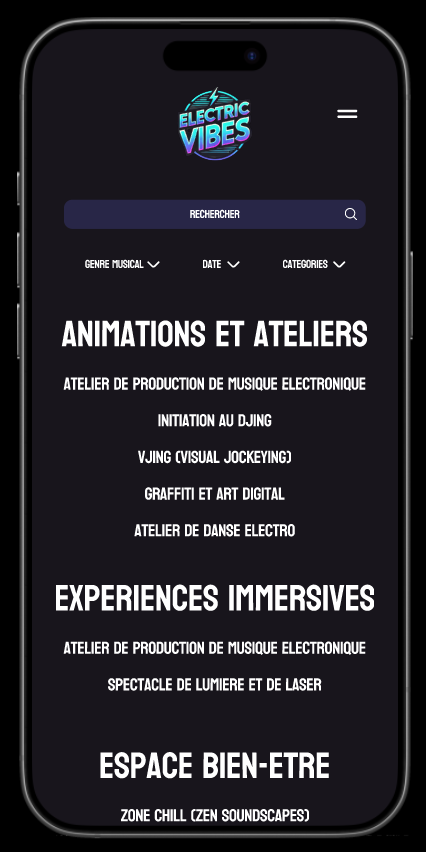 ELECTRIC
VIBES
RECHERCHER
GENRE MUSICAL DATE CATEGORIES
ANIMATIONS ET ATELIERS
ATELIER DE PRODUCTION DE MUSIQUE ELECTRONIQUE
INITIATION AU DJING
VJING (VISUAL JOCKEYING)
GRAFFITI ET ART DIGITAL
ATELIER DE DANSE ELECTRO
EXPERIENCES IMMERSIVES
ATELIER DE PRODUCTION DE MUSIQUE ELECTRONIQUE
SPECTACLE DE LUMIERE ET DE LASER
ESPACE BIEN-ETRE
ZONE CHILL (ZEN SOUNDSCAPES)